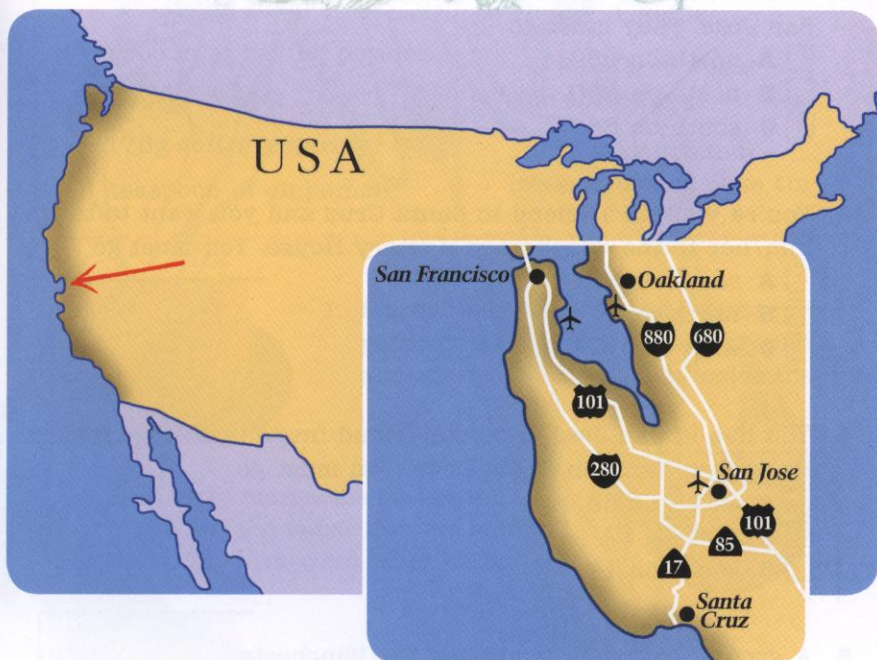 USA
San Francisco
Oakland
880
680
101
280
San Jose
101
85
17
Santa
Cruz